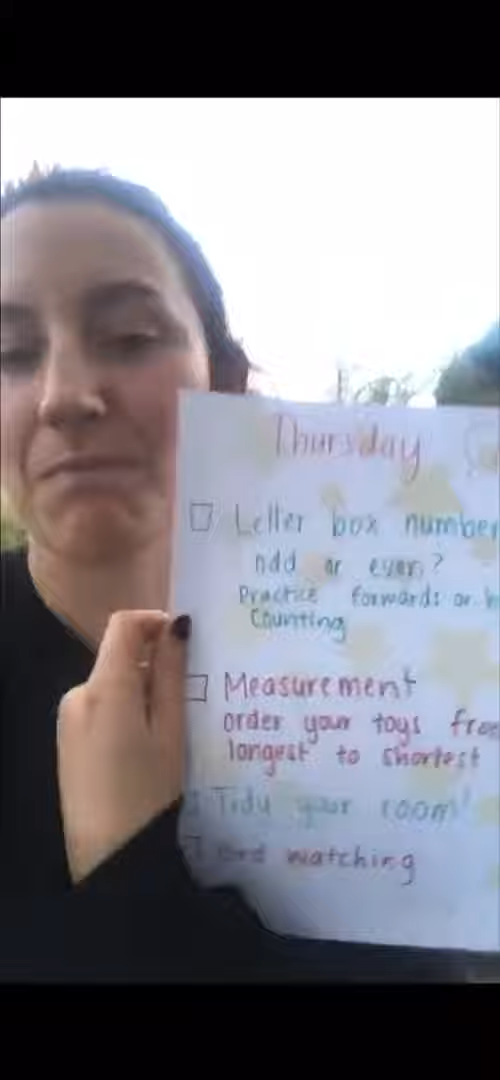 Thursday
Letter box number
odd or even?
Practice forwards or
Counting
Measurement
order your toys
longest to shortest
Tidy your room!
watching